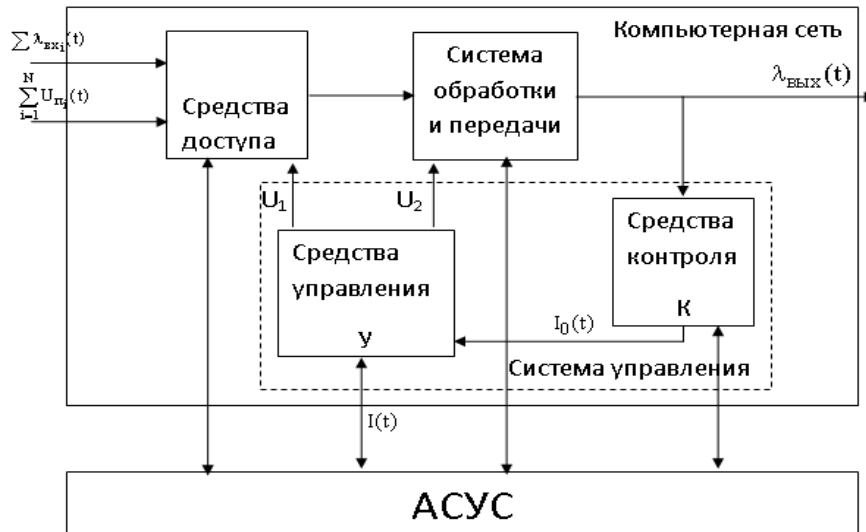 Компьютерная сеть
∑ λвхi(t)
N
∑ Uпi(t)
i=1
Средства
доступа
Система
обработки
и передачи
λвых(t)
U1
U2
Средства
управления
У
Средства
контроля
К
I0(t)
Система управления
I(t)
АСУС